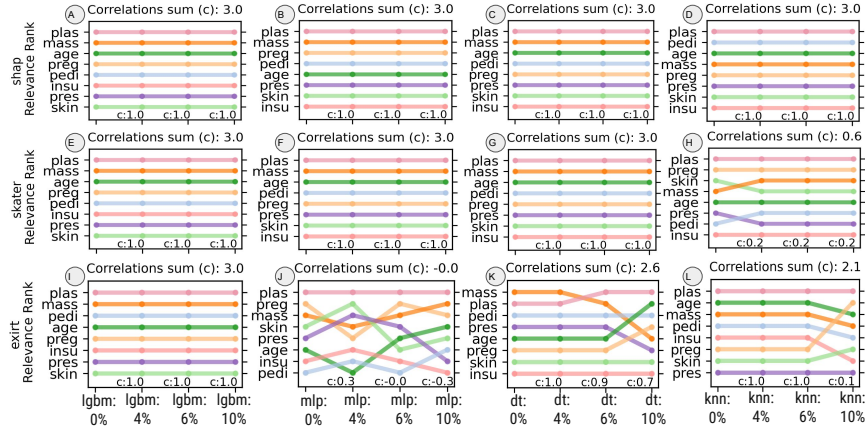 A Correlations sum (c): 3.0
shap
Relevance Rank
plas
mass
age
preg
pedi
insu
pres
skin
c:1.0 c:1.0 c:1.0
B Correlations sum (c): 3.0
plas
mass
preg
pedi
age
pres
skin
insu
c:1.0 c:1.0 c:1.0
C Correlations sum (c): 3.0
plas
mass
age
pedi
preg
pres
skin
insu
c:1.0 c:1.0 c:1.0
D Correlations sum (c): 3.0
plas
pedi
age
mass
preg
pres
skin
insu
c:1.0 c:1.0 c:1.0
E Correlations sum (c): 3.0
skater
Relevance Rank
plas
mass
age
preg
pedi
insu
pres
skin
c:1.0 c:1.0 c:1.0
F Correlations sum (c): 3.0
plas
mass
age
pedi
preg
pres
skin
insu
c:1.0 c:1.0 c:1.0
G Correlations sum (c): 3.0
plas
mass
age
pedi
preg
pres
skin
insu
c:1.0 c:1.0 c:1.0
H Correlations sum (c): 0.6
plas
preg
skin
mass
age
pres
pedi
insu
c:0.2 c:0.2 c:0.2
I Correlations sum (c): 3.0
exirt
Relevance Rank
plas
mass
pedi
age
preg
insu
pres
skin
c:1.0 c:1.0 c:1.0
lgbm: lgbm: lgbm: lgbm:
0% 4% 6% 10%
J Correlations sum (c): -0.0
plas
preg
mass
skin
pres
age
insu
pedi
c:0.3 c:-0.0 c:-0.3
mlp: mlp: mlp: mlp:
0% 4% 6% 10%
K Correlations sum (c): 2.6
mass
plas
pedi
pres
age
preg
skin
insu
c:1.0 c:0.9 c:0.7
dt: dt: dt: dt:
0% 4% 6% 10%
L Correlations sum (c): 2.1
plas
age
mass
pedi
insu
preg
skin
pres
c:1.0 c:1.0 c:0.1
knn: knn: knn: knn:
0% 4% 6% 10%